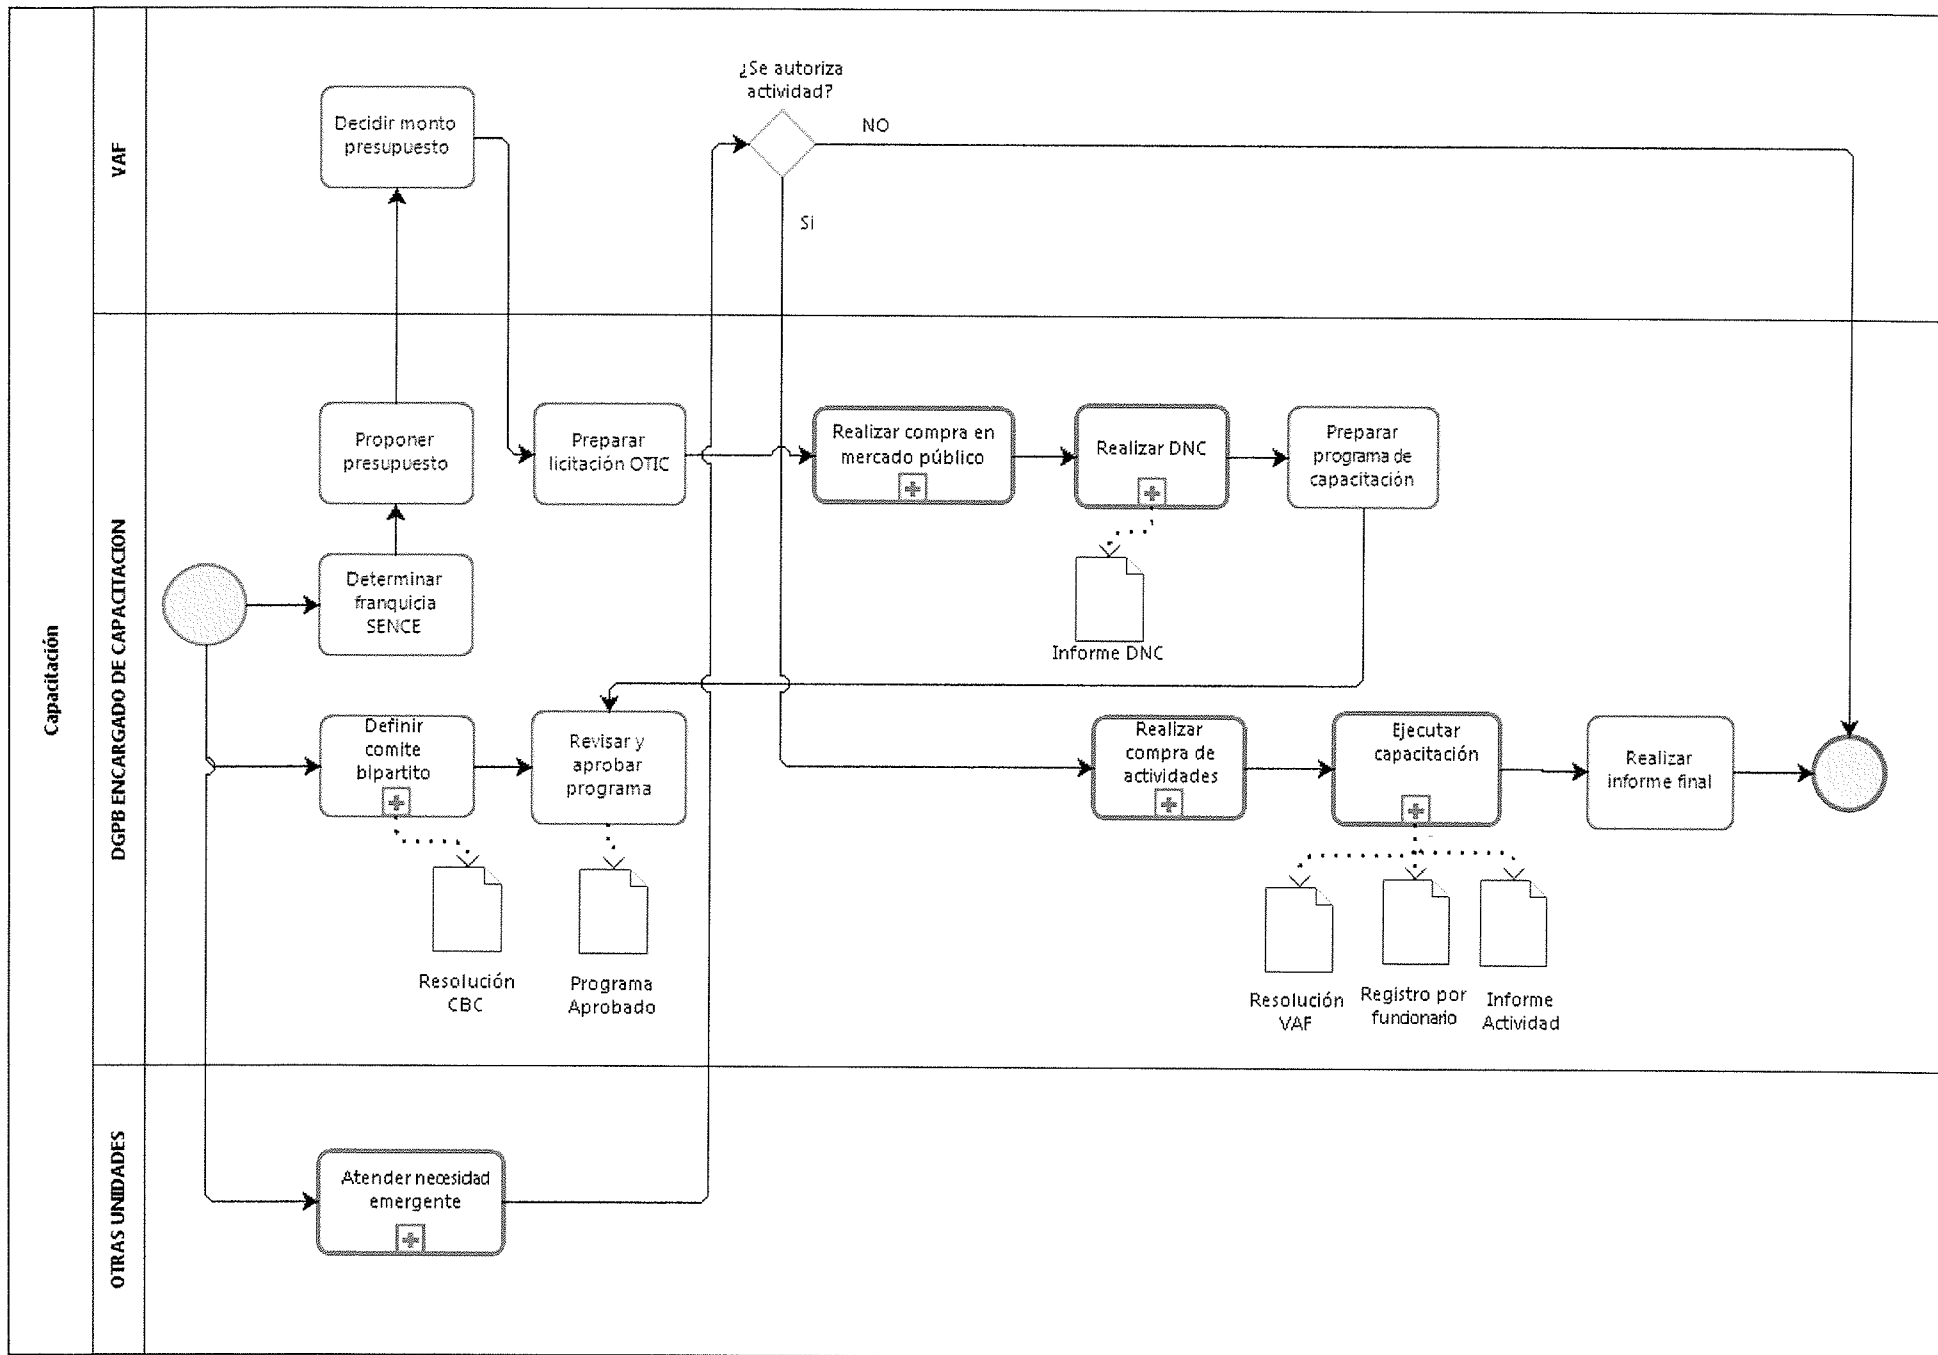 Capitación
VAF
DGPB ENCARGADO DE CAPACITACION
OTRAS UNIDADES
¿Se autoriza
actividad?
NO
Si
Decidir monto
presupuesto
Proponer
presupuesto
Preparar
licitación OTIC
Realizar compra en
mercado público
Realizar DNC
Preparar
programa de
capacitación
Determinar
franquicia
SENCE
Informe DNC
Definir
comite
bipartito
Revisar y
aprobar
programa
Realizar
compra de
actividades
Ejecutar
capacitación
Realizar
informe final
Resolución
CBC
Programa
Aprobado
Resolución
VAF
Registro por
funcionario
Informe
Actividad
Atender necesidad
emergente